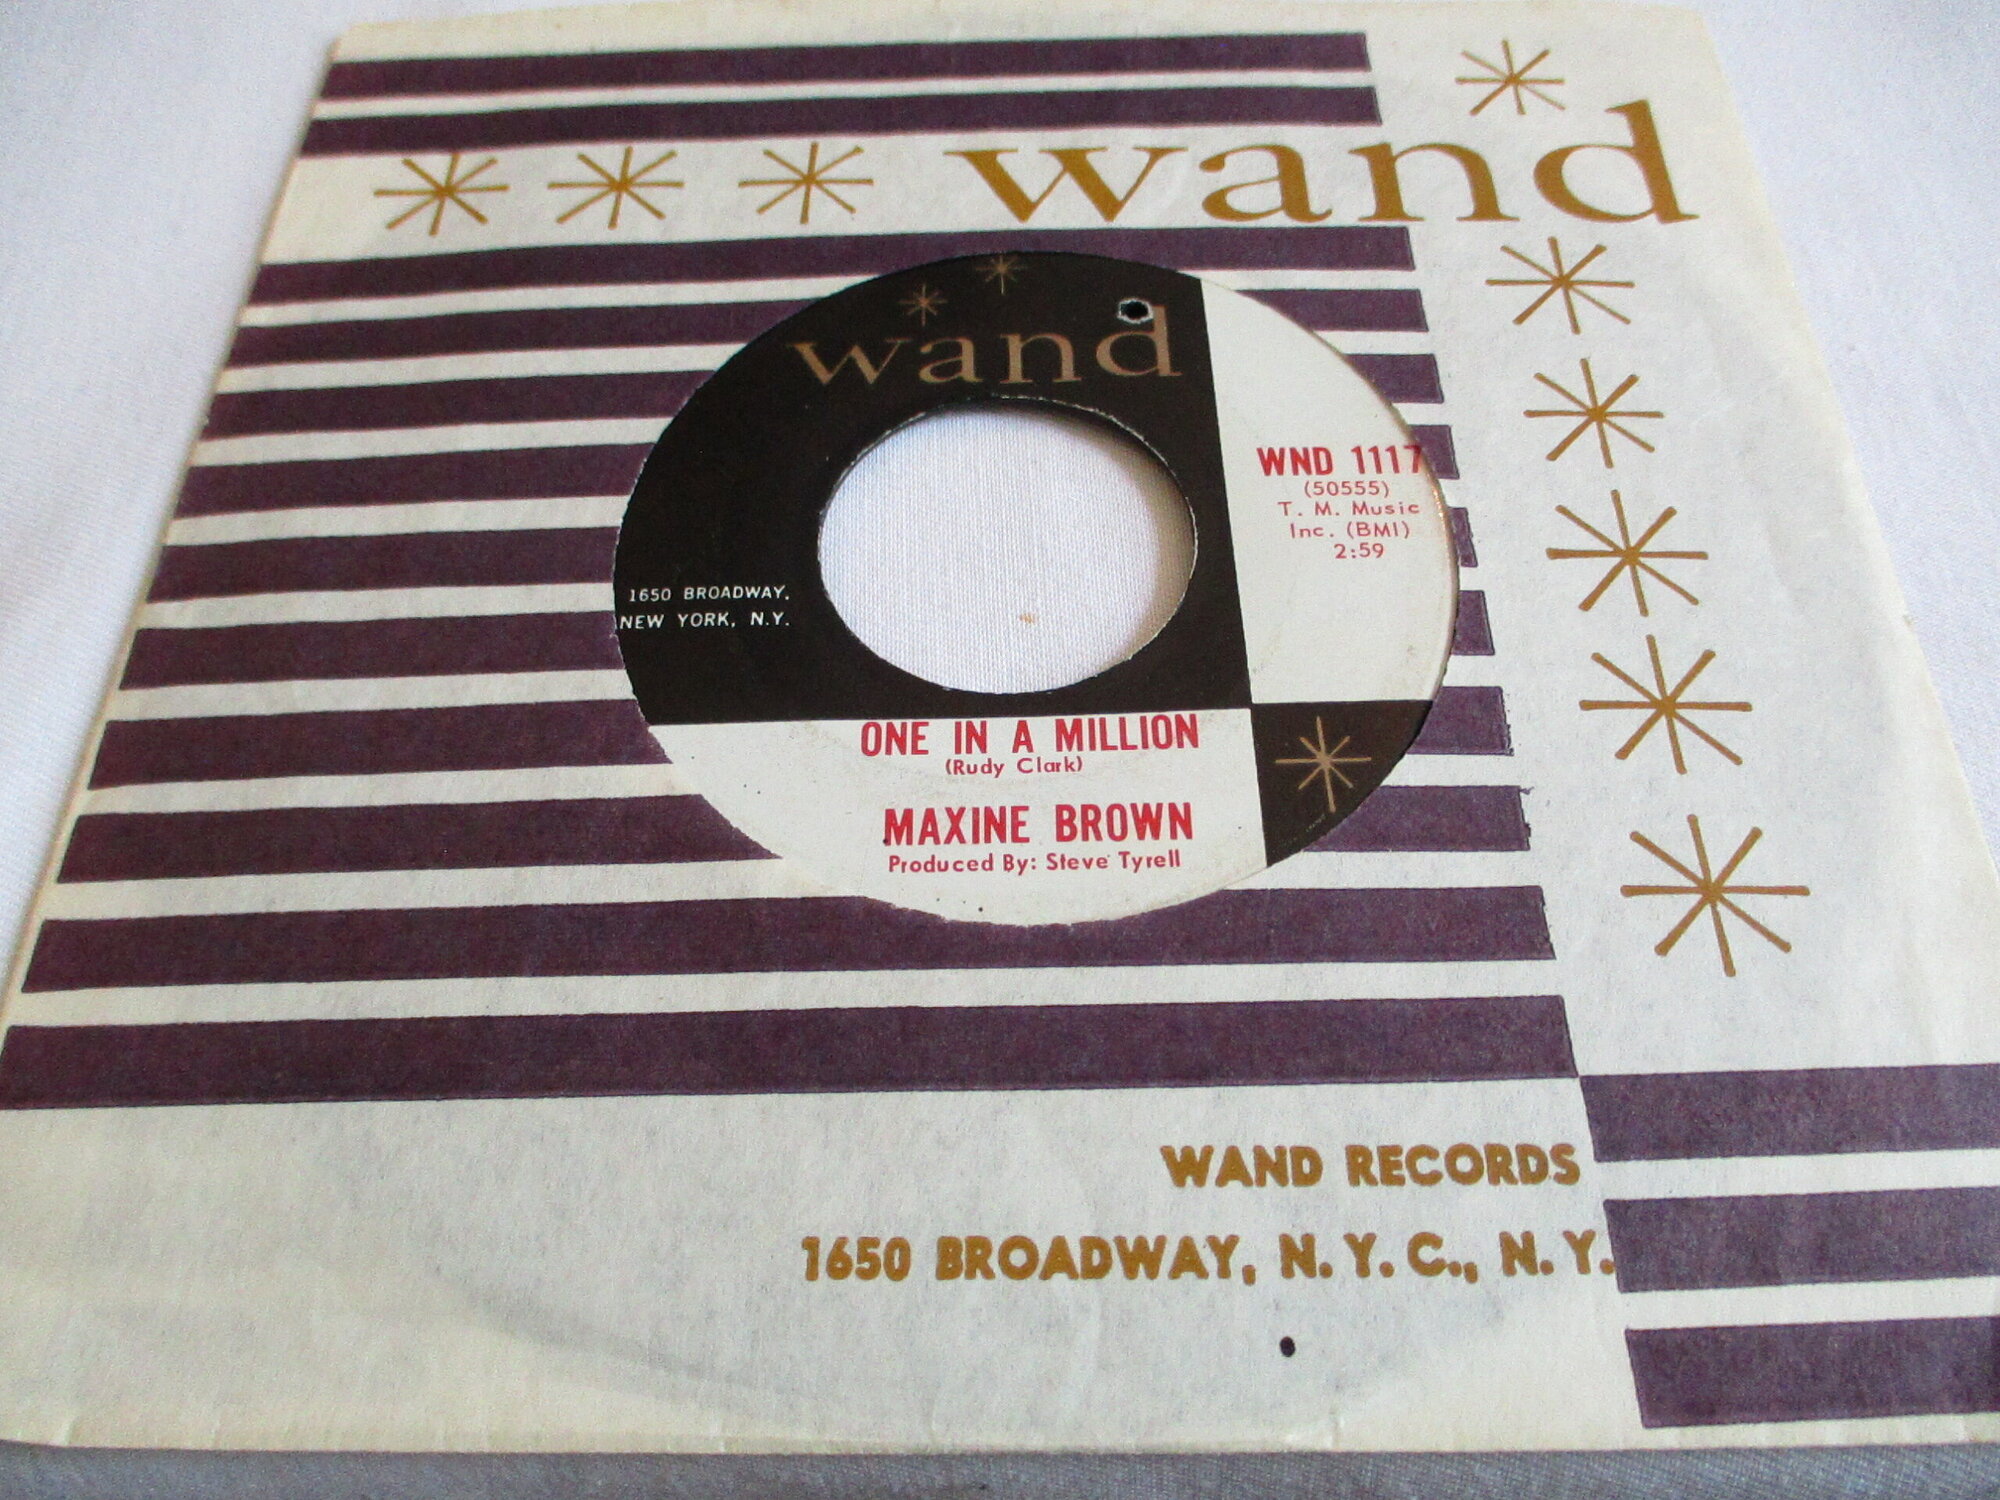 wand
wand
WND 1117
(50555)
T. M. Music
Inc. (BMI)
2:59
1650 BROADWAY,
NEW YORK, N.Y.
ONE IN A MILLION
(Rudy Clark)
MAXINE BROWN
Produced By: Steve Tyrell
WAND RECORDS
1650 BROADWAY, N. Y. C., N. Y.